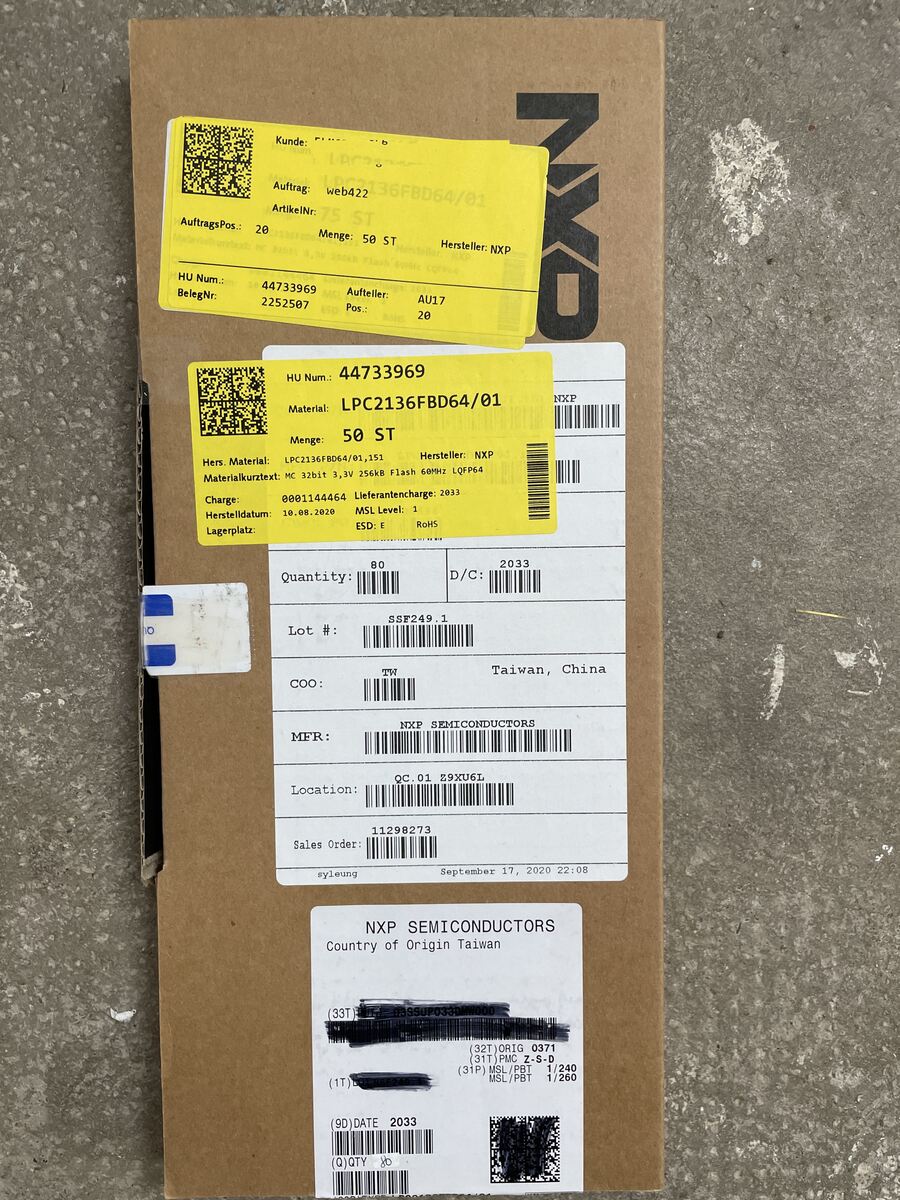 NXP
Kunde:
Auftrag: web422
ArtikelNr:
AuftragsPos.: 20 Menge: 50 ST Hersteller: NXP
HU Num.: 44733969 Aufteller: AU17
BelegNr: 2252507 Pos.: 20
LPC2136FBD64/01
75 ST
HU Num.: 44733969
Material: LPC2136FBD64/01
Menge: 50 ST
Hers. Material: LPC2136FBD64/01,151 Hersteller: NXP
Materialkurztext: MC 32bit 3,3V 256kB Flash 60MHz LQFP64
Charge: 0001144464 Lieferantencharge: 2033
Herstelldatum: 10.08.2020 MSL Level: 1
Lagerplatz: ESD: E RoHS
NXP
Quantity: 80 D/C: 2033
Lot #: SSF249.1
COO: TW Taiwan, China
MFR: NXP SEMICONDUCTORS
Location: QC.01 Z9XU6L
Sales Order: 11298273
syleung September 17, 2020 22:08
NXP SEMICONDUCTORS
Country of Origin Taiwan
(33T)
(32T)ORIG 0371
(31T)PMC Z-S-D
(31P)MSL/PBT 1/240
MSL/PBT 1/260
(1T)
(9D)DATE 2033
(Q)QTY 80